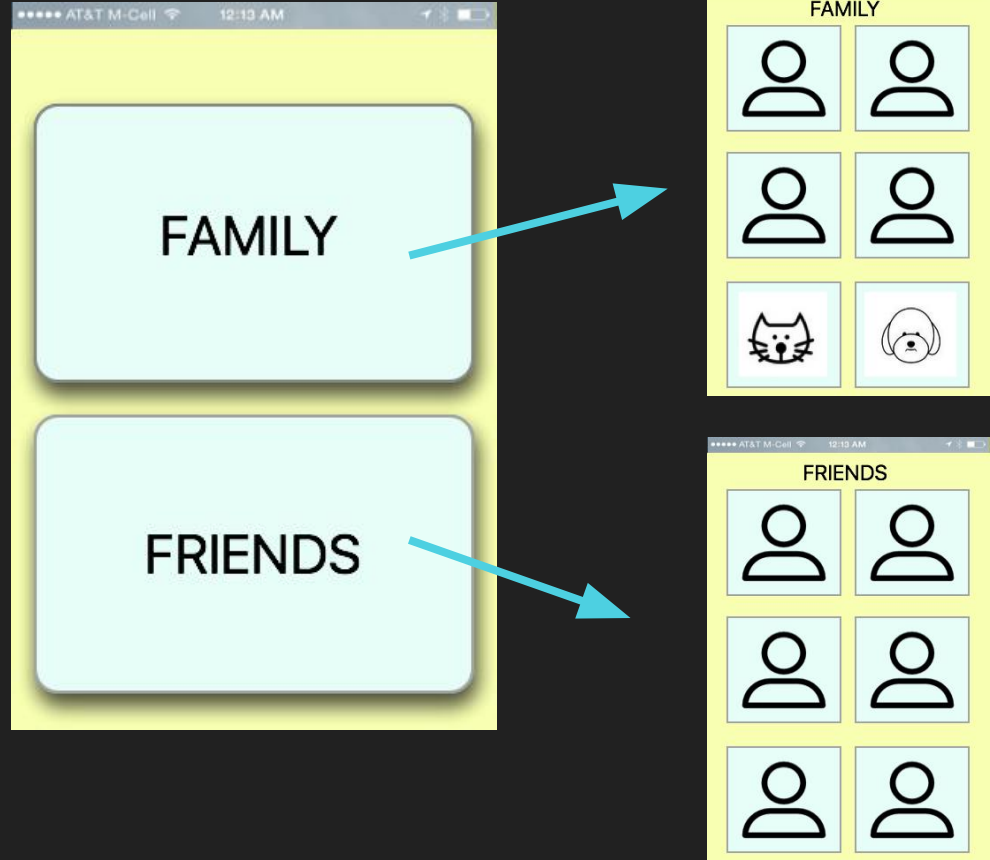 AT&T M-Cell 12:13 AM
FAMILY
FRIENDS
FAMILY
AT&T M-Cell 12:13 AM
FRIENDS